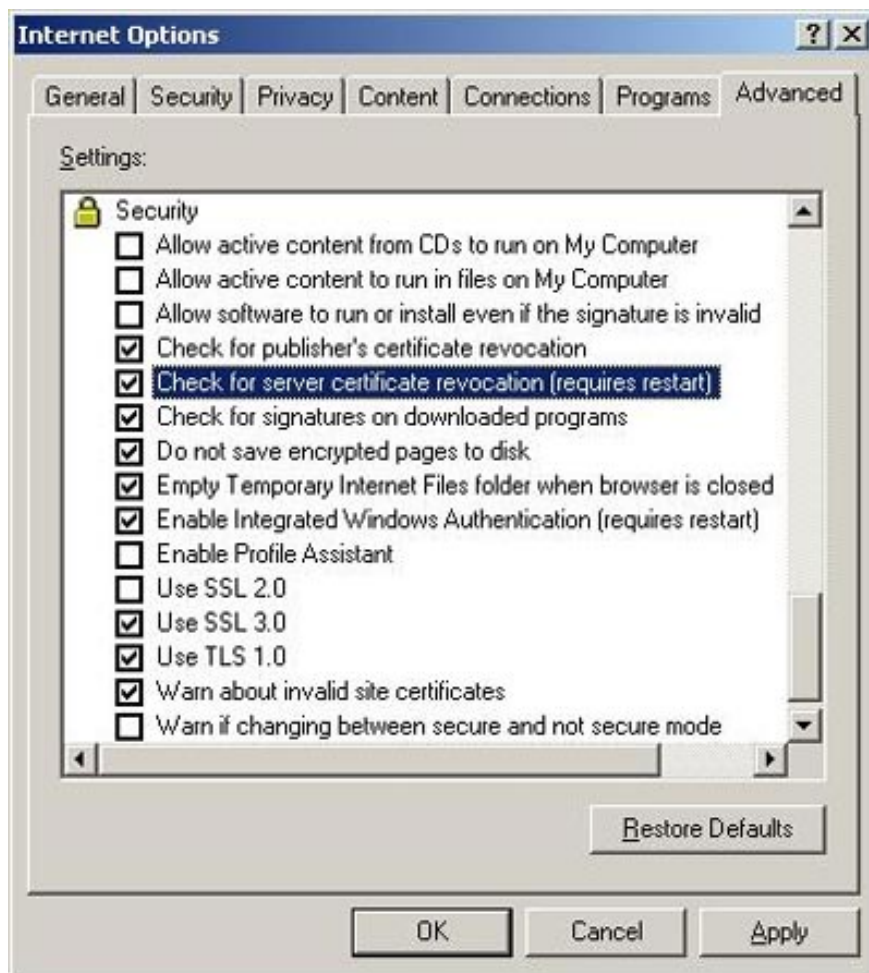 Internet Options
General Security Privacy Content Connections Programs Advanced
Settings:
Security
Allow active content from CDs to run on My Computer
Allow active content to run in files on My Computer
Allow software to run or install even if the signature is invalid
Check for publisher's certificate revocation
Check for server certificate revocation (requires restart)
Check for signatures on downloaded programs
Do not save encrypted pages to disk
Empty Temporary Internet Files folder when browser is closed
Enable Integrated Windows Authentication (requires restart)
Enable Profile Assistant
Use SSL 2.0
Use SSL 3.0
Use TLS 1.0
Warn about invalid site certificates
Warn if changing between secure and not secure mode
Restore Defaults
OK Cancel Apply